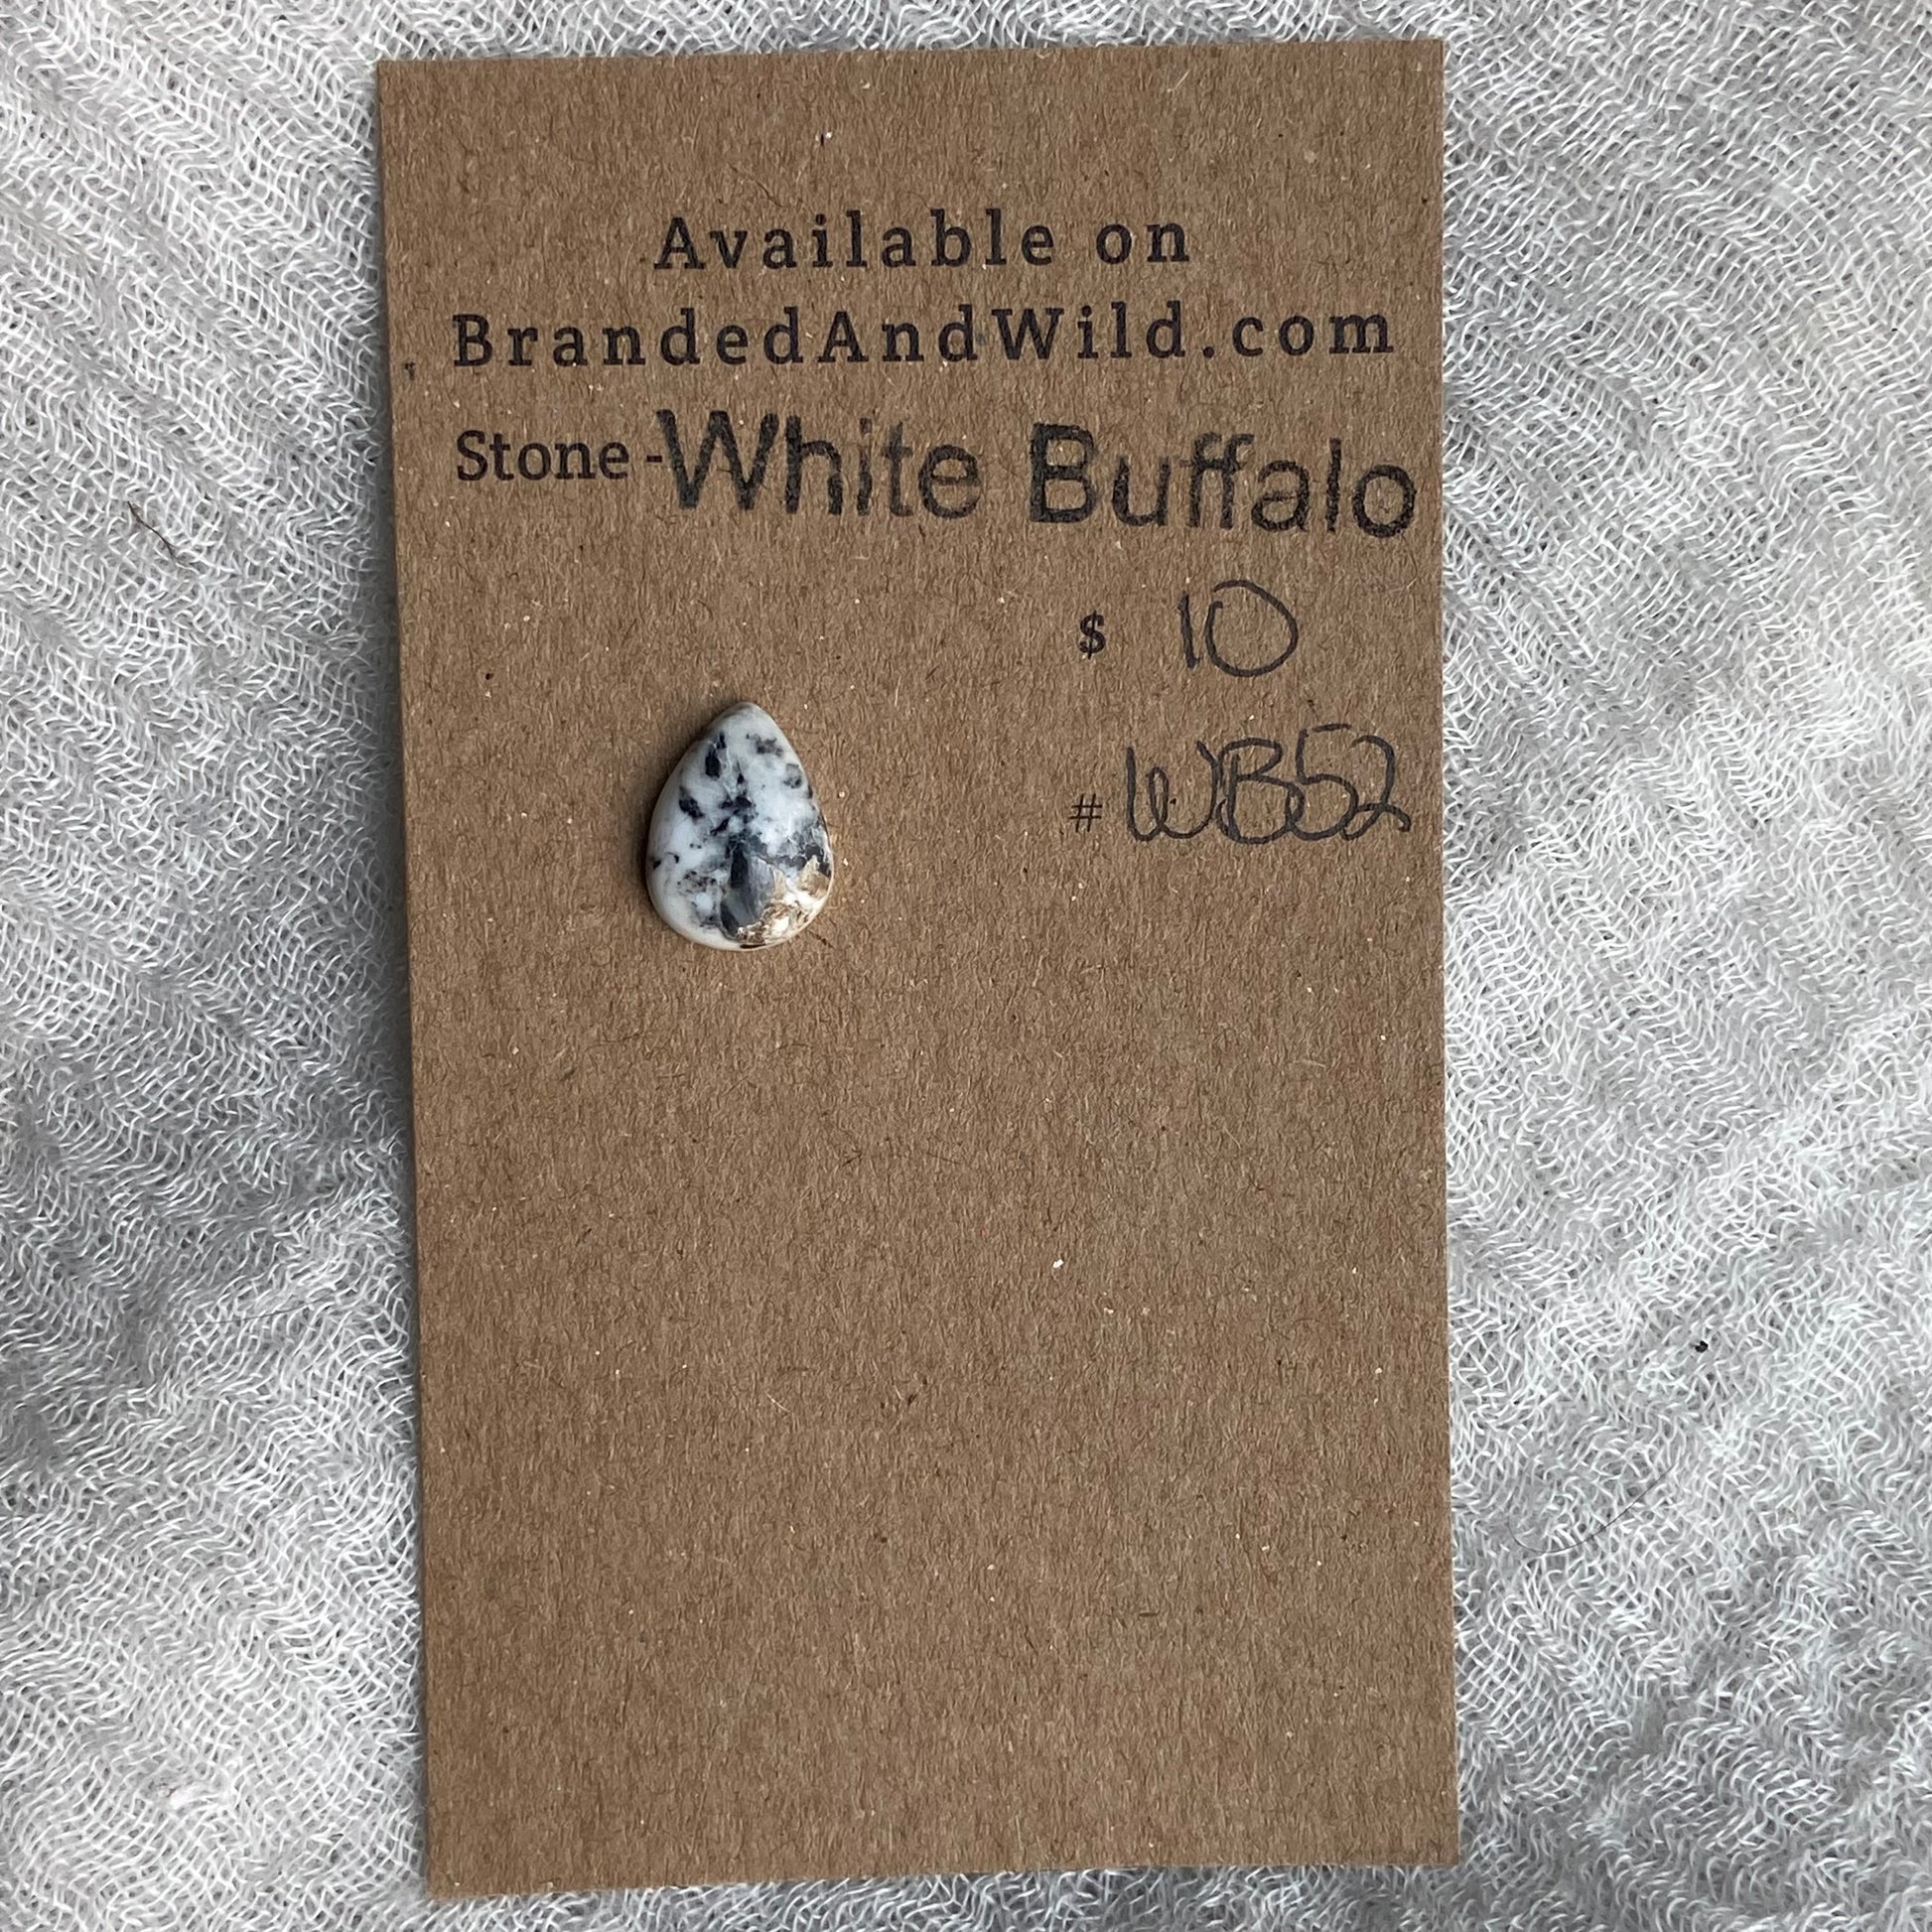 Available on
BrandedAndWild.com
Stone - White Buffalo
$ 10
# WB52